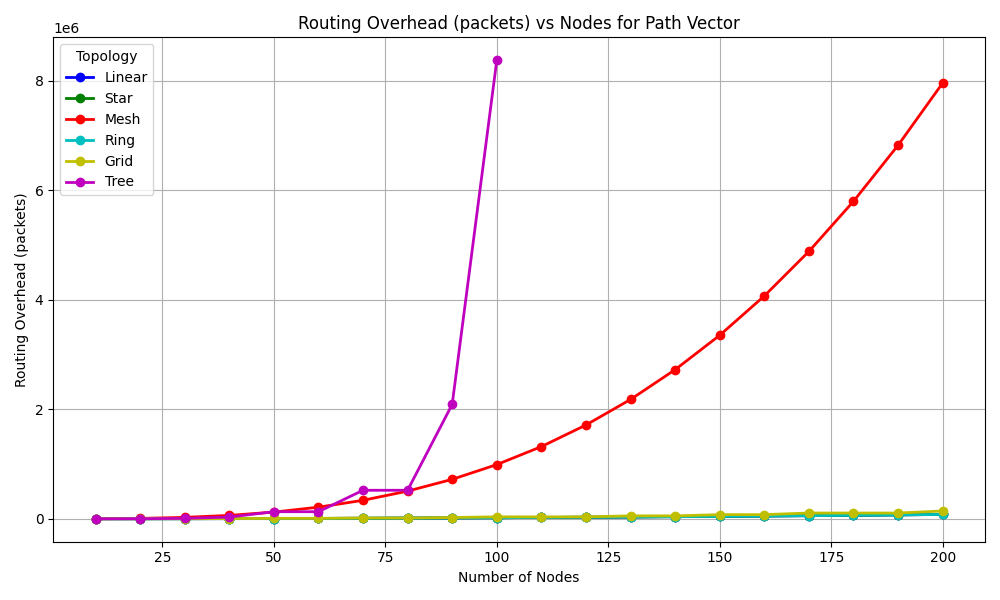 Routing Overhead (packets) vs Nodes for Path Vector
1e6
Topology
Linear
Star
Mesh
Ring
Grid
Tree
Routing Overhead (packets)
8
6
4
2
0
25 50 75 100 125 150 175 200
Number of Nodes